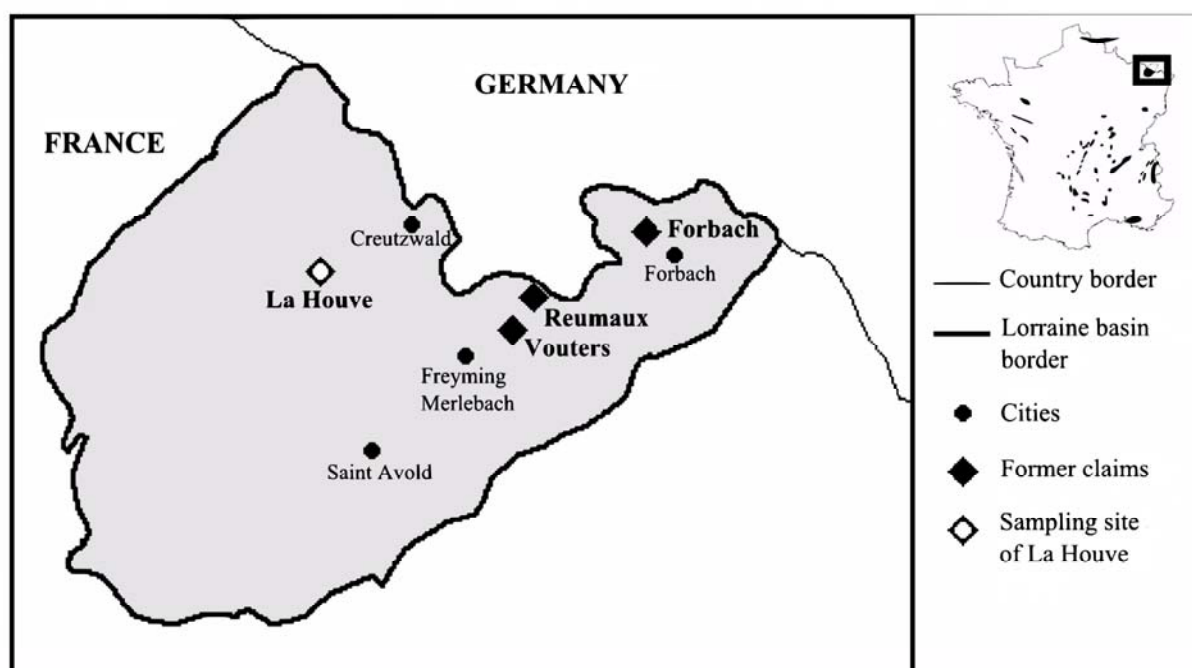 GERMANY
FRANCE
Creutzwald
Forbach
Forbach
La Houve
Reumaux
Vouters
Freyming
Merlebach
Saint Avold
Country border
Lorraine basin
border
Cities
Former claims
Sampling site
of La Houve